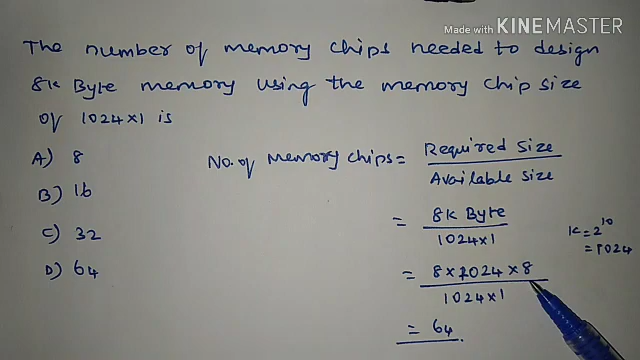 Made with KINEMASTER
The number of memory chips needed to design
8k Byte memory using the memory chip size
of 1024×1 is
A) 8
B) 16
C) 32
D) 64
No. of memory chips = Required Size / Available Size
= 8k Byte / 1024×1
= 8×1024×8 / 1024×1
= 64.
K = 2^10
= 1024